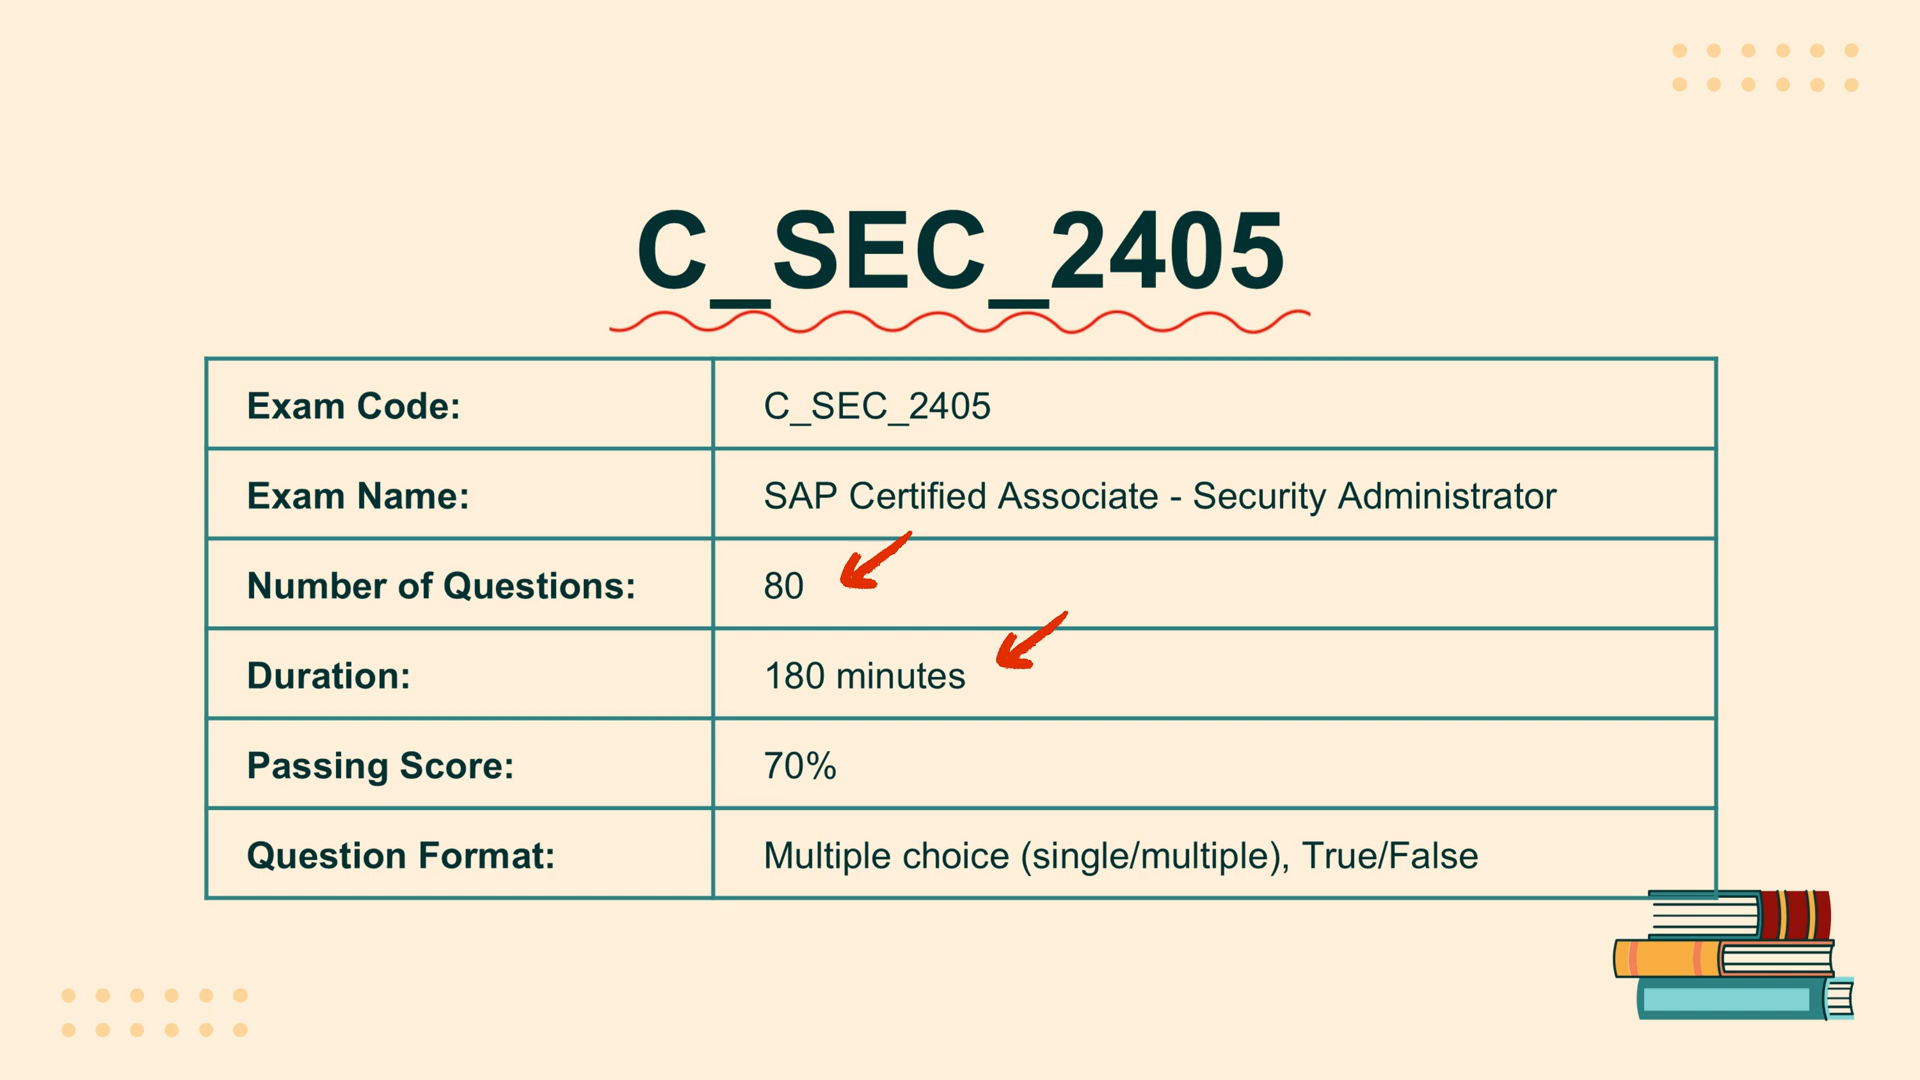 C_SEC_2405
Exam Code: C_SEC_2405
Exam Name: SAP Certified Associate - Security Administrator
Number of Questions: 80
Duration: 180 minutes
Passing Score: 70%
Question Format: Multiple choice (single/multiple), True/False